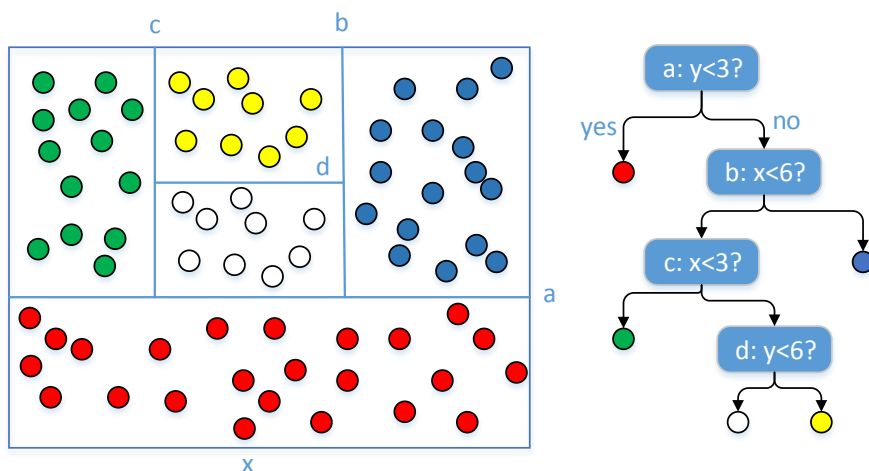 c
b
d
a
x
a: y<3?
yes
no
b: x<6?
c: x<3?
d: y<6?